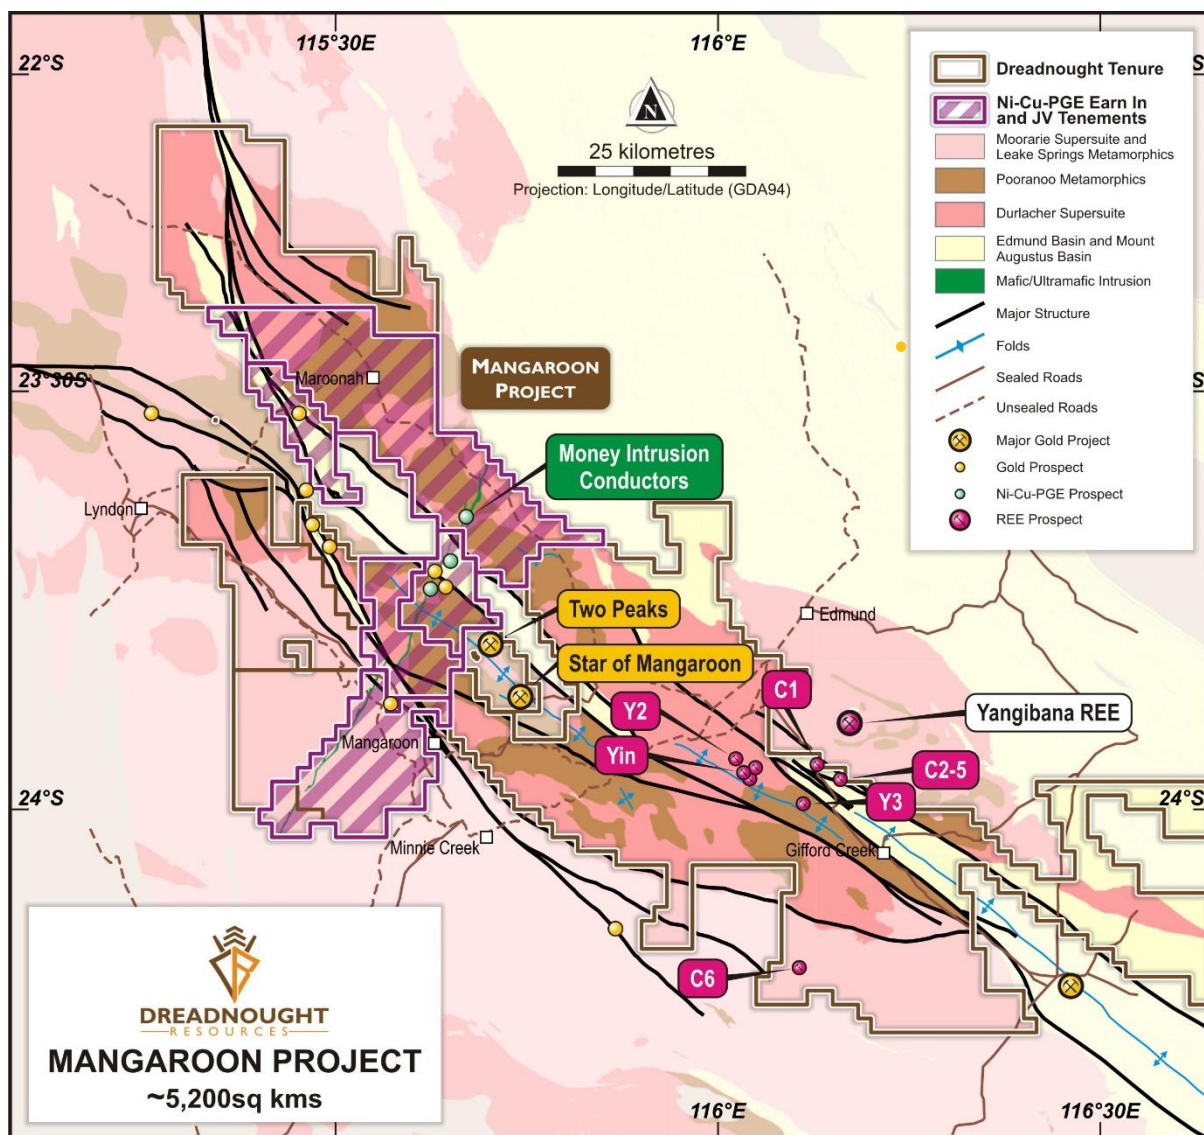 115°30E
116°E
22°S
S
N
25 kilometres
Projection: Longitude/Latitude (GDA94)
Dreadnought Tenure
Ni-Cu-PGE Earn In
and JV Tenements
Moorarie Supersuite and
Leake Springs Metamorphics
Pooranoo Metamorphics
Durlacher Supersuite
Edmund Basin and Mount
Augustus Basin
Mafic/Ultramafic Intrusion
Major Structure
Folds
Sealed Roads
Unsealed Roads
Major Gold Project
Gold Prospect
Ni-Cu-PGE Prospect
REE Prospect
23°30S
S
Maroonah
MANGAROON
PROJECT
Money Intrusion
Conductors
Lyndon
Two Peaks
Edmund
Star of Mangaroon
C1
Y2
Yangibana REE
Mangaroon
Yin
C2-5
Y3
24°S
24°S
Minnie Creek
Gifford Creek
C6
DREADNOUGHT
RESOURCES
MANGAROON PROJECT
~5,200sq kms
116°E
116°30E